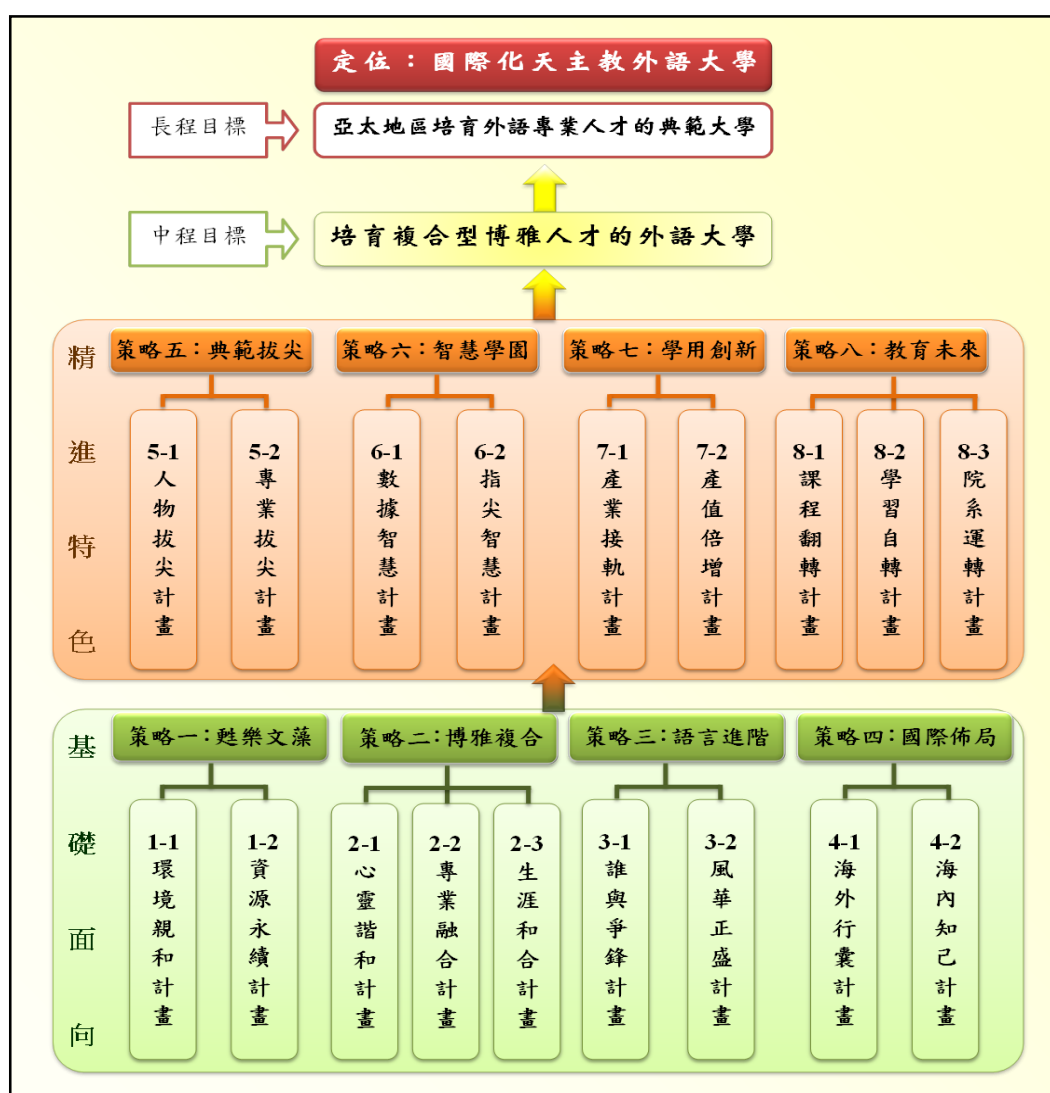 定位：國際化天主教外語大學
長程目標
亞太地區培育外語專業人才的典範大學
中程目標
培育複合型博雅人才的外語大學
精進特色
策略五：典範拔尖
策略六：智慧學園
策略七：學用創新
策略八：教育未來
5-1
人物拔尖計畫
5-2
專業拔尖計畫
6-1
數據智慧計畫
6-2
指尖智慧計畫
7-1
產業接軌計畫
7-2
產值倍增計畫
8-1
課程翻轉計畫
8-2
學習自轉計畫
8-3
院系運轉計畫
基礎面向
策略一：甦樂文藻
策略二：博雅複合
策略三：語言進階
策略四：國際佈局
1-1
環境親和計畫
1-2
資源永續計畫
2-1
心靈諧和計畫
2-2
專業融合計畫
2-3
生涯和合計畫
3-1
誰與爭鋒計畫
3-2
風華正盛計畫
4-1
海外行囊計畫
4-2
海內知己計畫